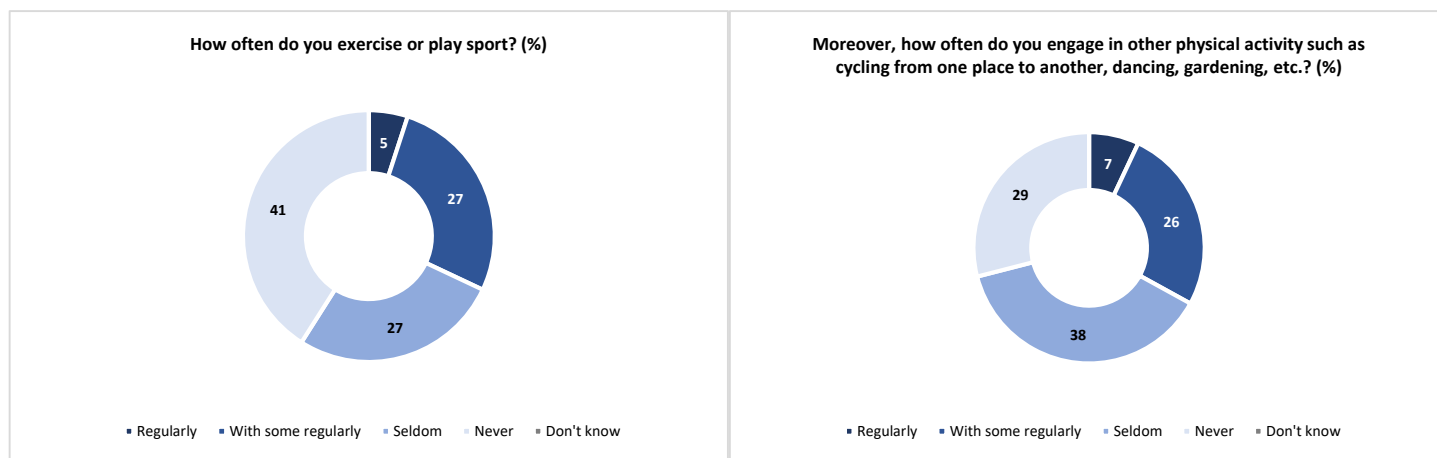 How often do you exercise or play sport? (%)
5
27
27
41
Regularly With some regularly Seldom Never Don't know
Moreover, how often do you engage in other physical activity such as
cycling from one place to another, dancing, gardening, etc.? (%)
7
26
38
29
Regularly With some regularly Seldom Never Don't know